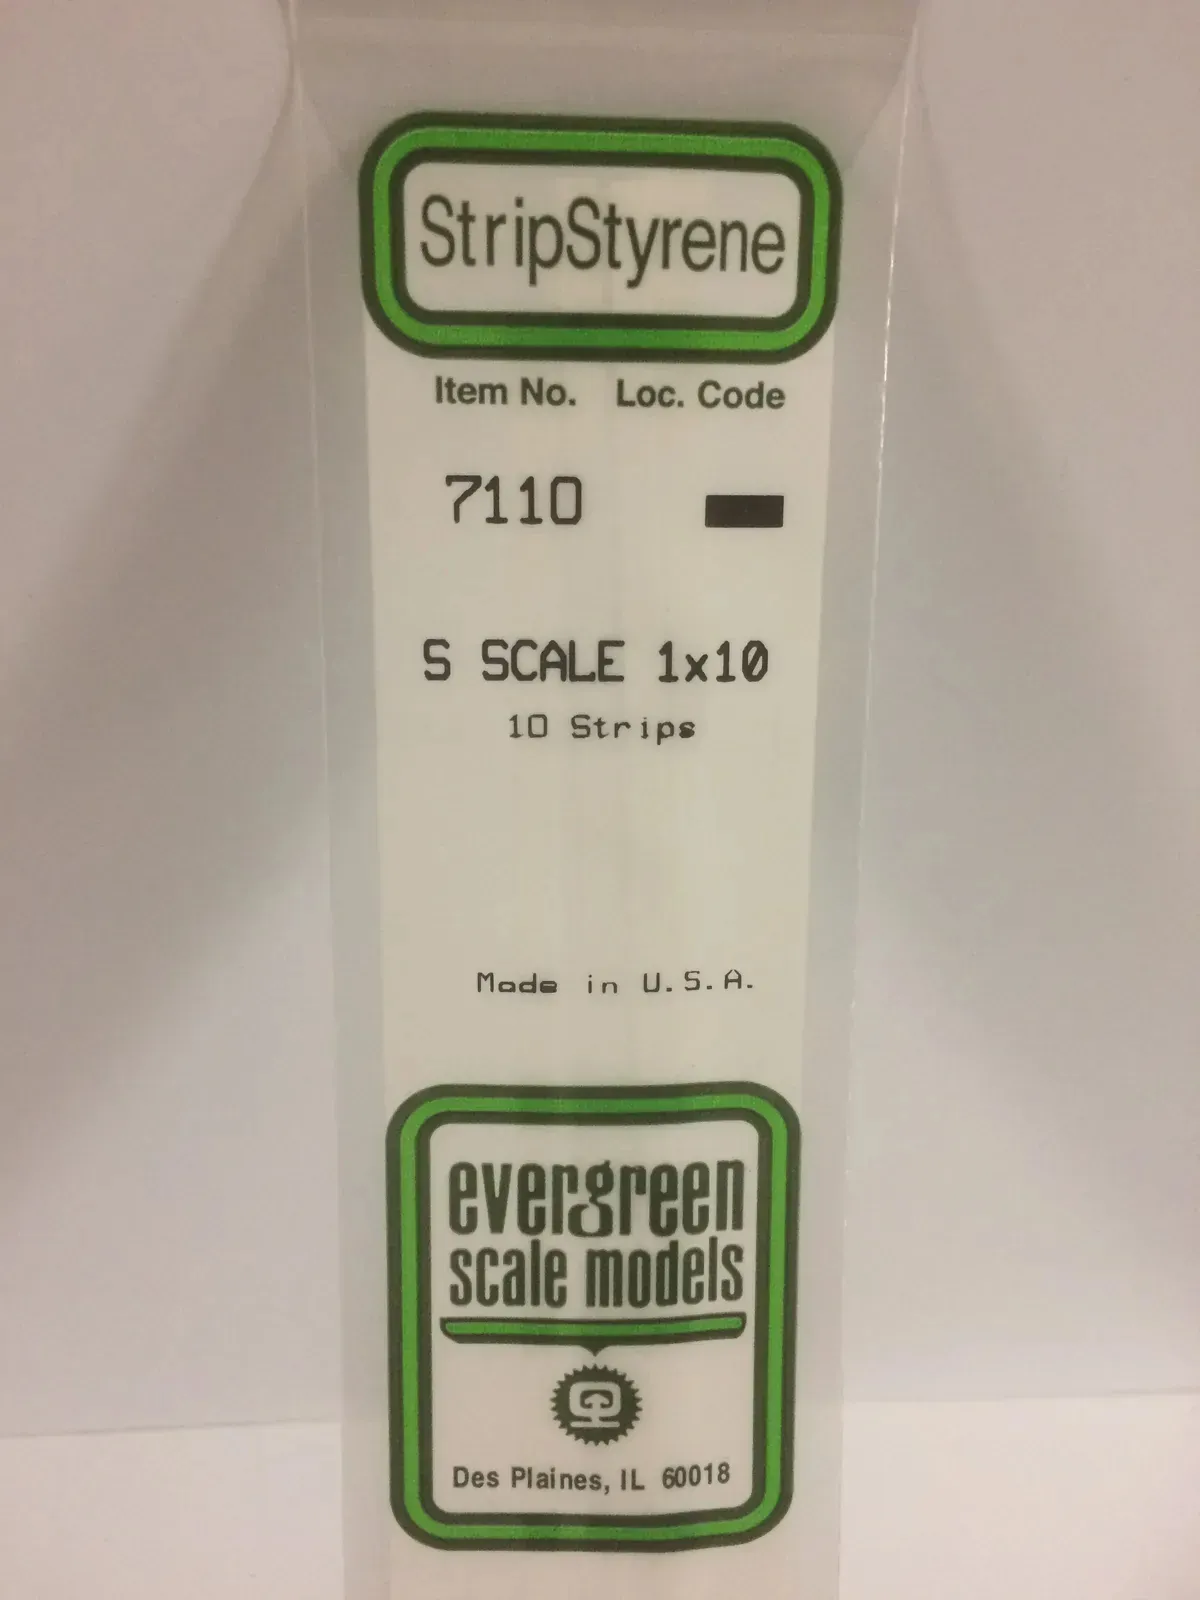 StripStyrene
Item No. Loc. Code
7110
S SCALE 1x10
10 Strips
Made in U.S.A.
evergreen
scale models
Des Plaines, IL 60018